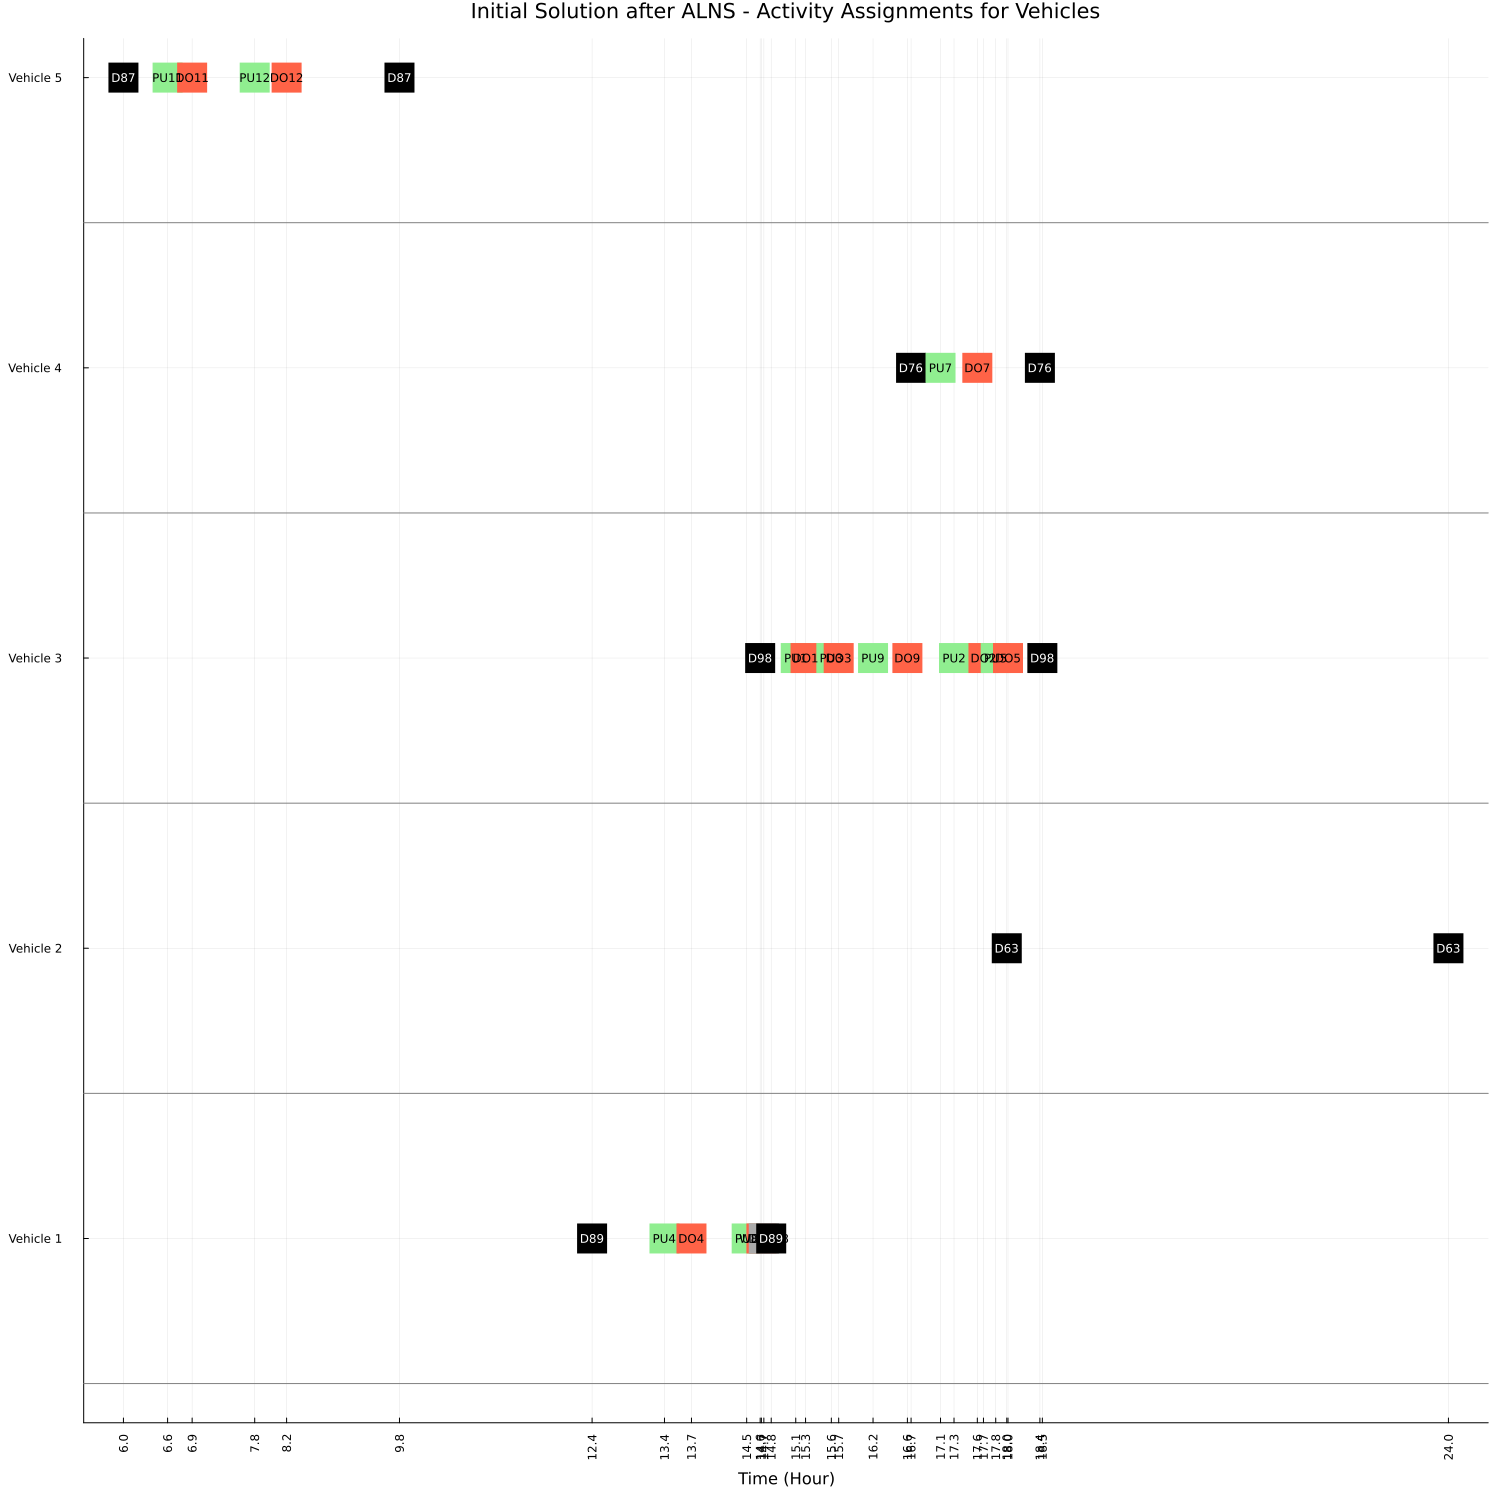 Initial Solution after ALNS - Activity Assignments for Vehicles
Vehicle 5
D87
PU11
DO11
PU12
DO12
D87
Vehicle 4
D76
PU7
DO7
D76
Vehicle 3
D98
DO1
DO3
PU9
DO9
PU2
DO5
D98
Vehicle 2
D63
D63
Vehicle 1
D89
PU4
DO4
D89
6.0
6.6
6.9
7.8
8.2
9.8
12.4
13.4
13.7
14.5
14.8
15.1
15.3
15.6
15.7
16.2
17.1
17.3
17.6
17.7
17.8
18.0
24.0
Time (Hour)